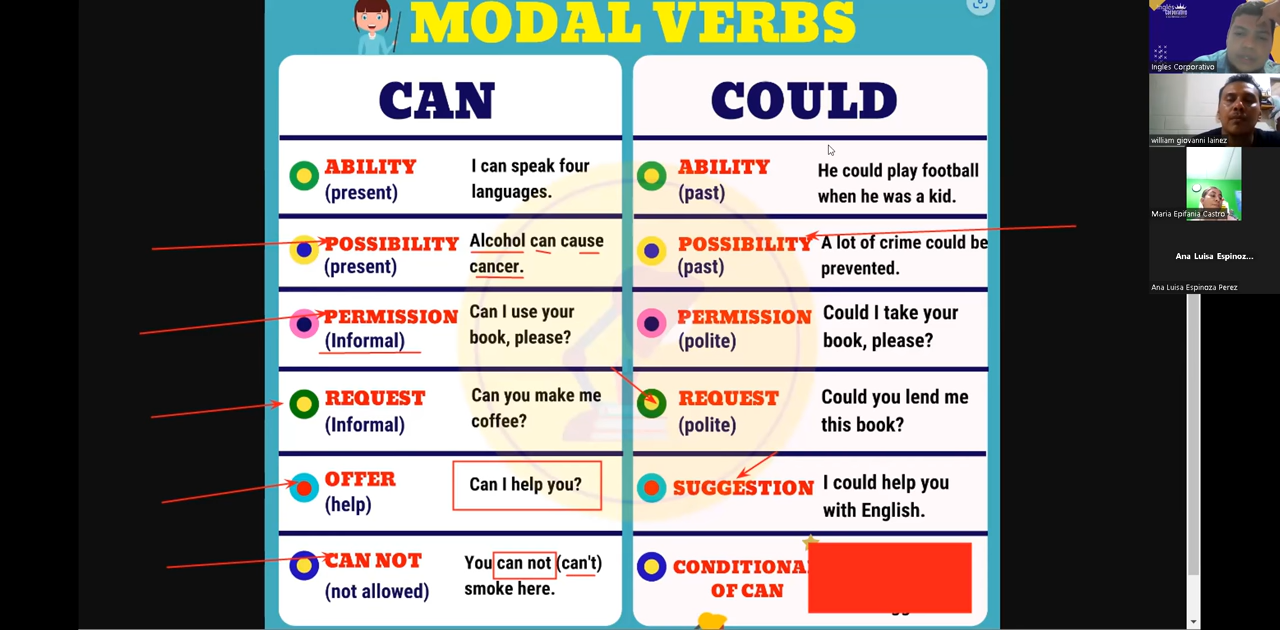 MODAL VERBS
CAN
ABILITY
(present)
I can speak four
languages.
POSSIBILITY
(present)
Alcohol can cause
cancer.
PERMISSION
(Informal)
Can I use your
book, please?
REQUEST
(Informal)
Can you make me
coffee?
OFFER
(help)
Can I help you?
CAN NOT
(not allowed)
You can not (can't)
smoke here.
COULD
ABILITY
(past)
He could play football
when he was a kid.
POSSIBILITY
(past)
A lot of crime could be
prevented.
PERMISSION
(polite)
Could I take your
book, please?
REQUEST
(polite)
Could you lend me
this book?
SUGGESTION
I could help you
with English.
CONDITIONA
OF CAN
Inglés
Corporativo
Ingles Corporativo
william giovanni lainez
Maria Epifania Castro
Ana Luisa Espinoz...
Ana Luisa Espinoza Perez